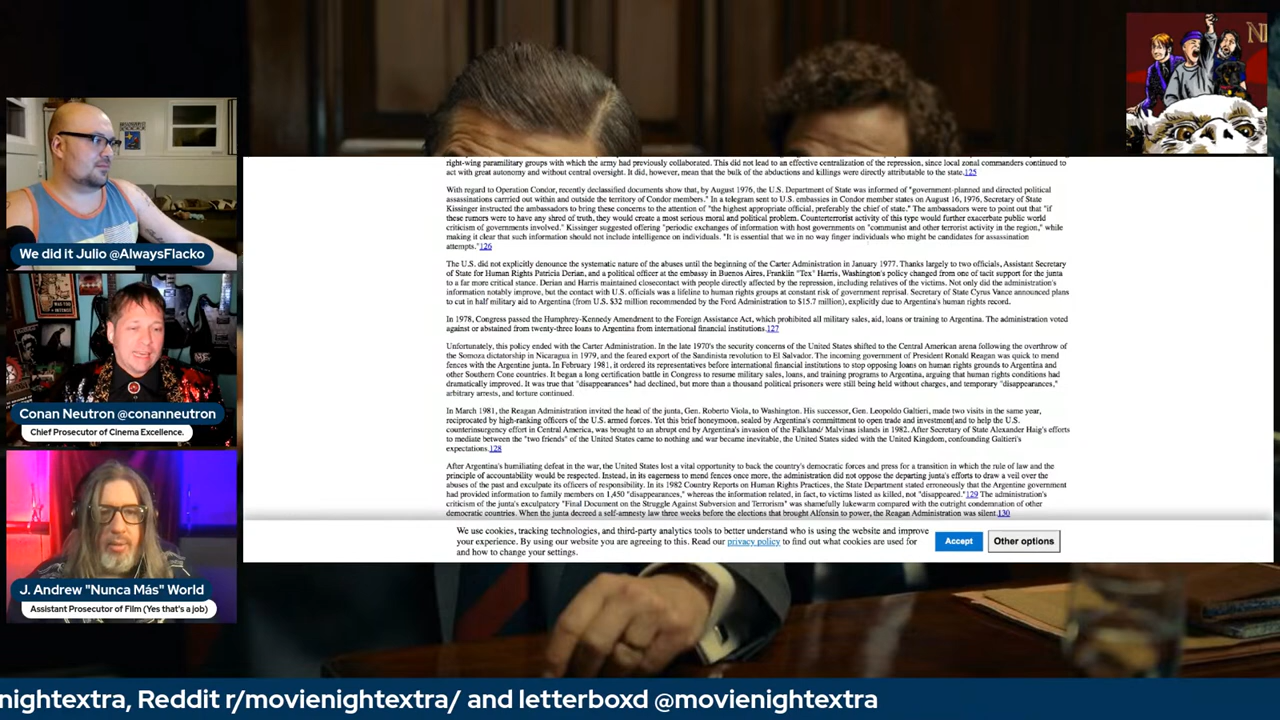 right-wing paramilitary groups with which the army had previously collaborated. This did not lead to an effective centralization of the repression, since local zonal commanders continued to
act with great autonomy and without central oversight. It did, however, mean that the bulk of the abductions and killings were directly attributable to the state.125
With regard to Operation Condor, recently declassified documents show that, by August 1976, the U.S. Department of State was informed of "government-planned and directed political
assassinations carried out within and outside the territory of Condor members." In a telegram sent to U.S. embassies in Condor member states on August 16, 1976, Secretary of State
Kissinger instructed the ambassadors to bring these concerns to the attention of "the highest appropriate official, preferably the chief of state." The ambassadors were to point out that "if
these rumors were to have any shred of truth, they would create a most serious moral and political problem. Counterterrorist activity of this type would further exacerbate public world
criticism of governments involved." Kissinger suggested offering "periodic exchanges of information with host governments on "communist and other terrorist activity in the region," while
making it clear that such information should not include intelligence on individuals. "It is essential that we in no way finger individuals who might be candidates for assassination
attempts."126
The U.S. did not explicitly denounce the systematic nature of the abuses until the beginning of the Carter Administration in January 1977. Thanks largely to two officials, Assistant Secretary
of State for Human Rights Patricia Derian, and a political officer at the embassy in Buenos Aires, Franklin "Tex" Harris, Washington's policy changed from one of tacit support for the junta
to a far more critical stance. Derian and Harris maintained closecontact with people directly affected by the repression, including relatives of the victims. Not only did the administration's
information notably improve, but the contact with U.S. officials was a lifeline to human rights groups at constant risk of government reprisal. Secretary of State Cyrus Vance announced plans
to cut in half military aid to Argentina (from U.S. $32 million recommended by the Ford Administration to $15.7 million), explicitly due to Argentina's human rights record.
In 1978, Congress passed the Humphrey-Kennedy Amendment to the Foreign Assistance Act, which prohibited all military sales, aid, loans or training to Argentina. The administration voted
against or abstained from twenty-three loans to Argentina from international financial institutions.127
Unfortunately, this policy ended with the Carter Administration. In the late 1970's the security concerns of the United States shifted to the Central American arena following the overthrow of
the Somoza dictatorship in Nicaragua in 1979, and the feared export of the Sandinista revolution to El Salvador. The incoming government of President Ronald Reagan was quick to mend
fences with the Argentine junta. In February 1981, it ordered its representatives before international financial institutions to stop opposing loans on human rights grounds to Argentina and
other Southern Cone countries. It began a long certification battle in Congress to resume military sales, loans, and training programs to Argentina, arguing that human rights conditions had
dramatically improved. It was true that "disappearances" had declined, but more than a thousand political prisoners were still being held without charges, and temporary "disappearances,"
arbitrary arrests, and torture continued.
In March 1981, the Reagan Administration invited the head of the junta, Gen. Roberto Viola, to Washington. His successor, Gen. Leopoldo Galtieri, made two visits in the same year,
reciprocated by high-ranking officers of the U.S. armed forces. Yet this brief honeymoon, sealed by Argentina's commitment to open trade and investment and to help the U.S.
counterinsurgency effort in Central America, was brought to an abrupt end by Argentina's invasion of the Falkland/ Malvinas islands in 1982. After Secretary of State Alexander Haig's efforts
to mediate between the "two friends" of the United States came to nothing and war became inevitable, the United States sided with the United Kingdom, confounding Galtieri's
expectations.128
After Argentina's humiliating defeat in the war, the United States lost a vital opportunity to back the country's democratic forces and press for a transition in which the rule of law and the
principle of accountability would be respected. Instead, in its eagerness to mend fences once more, the administration did not oppose the departing junta's efforts to draw a veil over the
abuses of the past and exculpate its officers of responsibility. In its 1982 Country Reports on Human Rights Practices, the State Department stated erroneously that the Argentine government
had provided information to family members on 1,450 "disappearances," whereas the information related, in fact, to victims listed as killed, not "disappeared."129 The administration's
criticism of the junta's exculpatory "Final Document on the Struggle Against Subversion and Terrorism" was shamefully lukewarm compared with the outright condemnation of other
democratic countries. When the junta decreed a self-amnesty law three weeks before the elections that brought Alfonsín to power, the Reagan Administration was silent.130
We use cookies, tracking technologies, and third-party analytics tools to better understand who is using the website and improve
your experience. By using our website you are agreeing to this. Read our privacy policy to find out what cookies are used for
and how to change your settings.
Accept
Other options
We did it Julio @AlwaysFlacko
Conan Neutron @conanneutron
Chief Prosecutor of Cinema Excellence.
J. Andrew "Nunca Más" World
Assistant Prosecutor of Film (Yes that's a job)
nightextra, Reddit r/movienightextra/ and letterboxd @movienightextra